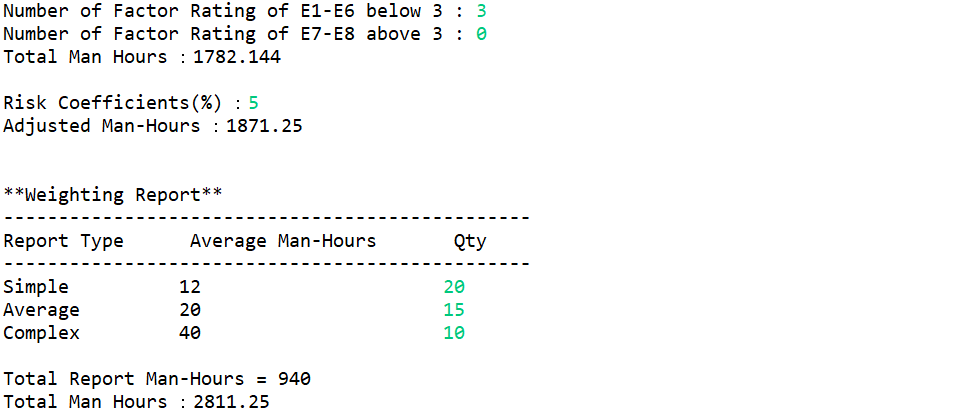 Number of Factor Rating of E1-E6 below 3 : 3
Number of Factor Rating of E7-E8 above 3 : 0
Total Man Hours : 1782.144
Risk Coefficients(%) : 5
Adjusted Man-Hours : 1871.25
**Weighting Report**
------------------------------------------------
Report Type Average Man-Hours Qty
------------------------------------------------
Simple 12 20
Average 20 15
Complex 40 10
Total Report Man-Hours = 940
Total Man Hours : 2811.25